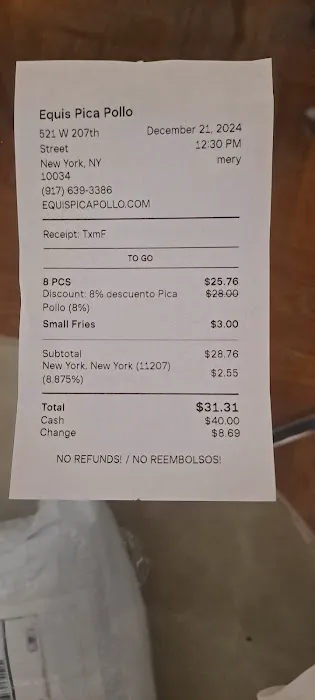 Equis Pica Pollo
521 W 207th Street
New York, NY 10034
(917) 639-3386
EQUISPICAPOLLO.COM
December 21, 2024
12:30 PM
mery
Receipt: TxmF
TO GO
8 PCS $25.76
Discount: 8% descuento Pica Pollo (8%) $28.00
Small Fries $3.00
Subtotal $28.76
New York, New York (11207) (8.875%) $2.55
Total $31.31
Cash $40.00
Change $8.69
NO REFUNDS! / NO REEMBOLSOS!